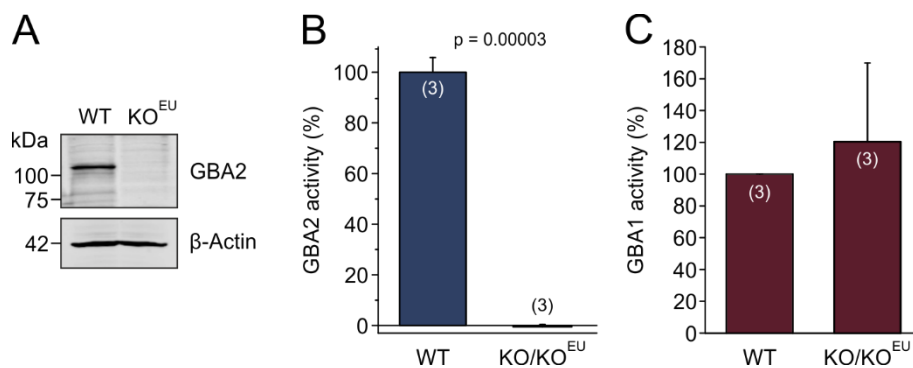 A
WT KO^EU
kDa
100
75
GBA2
42
β-Actin
B
p = 0.00003
GBA2 activity (%)
100
80
60
40
20
0
(3)
(3)
WT KO/KO^EU
C
GBA1 activity (%)
180
160
140
120
100
80
60
40
20
0
(3)
(3)
WT KO/KO^EU